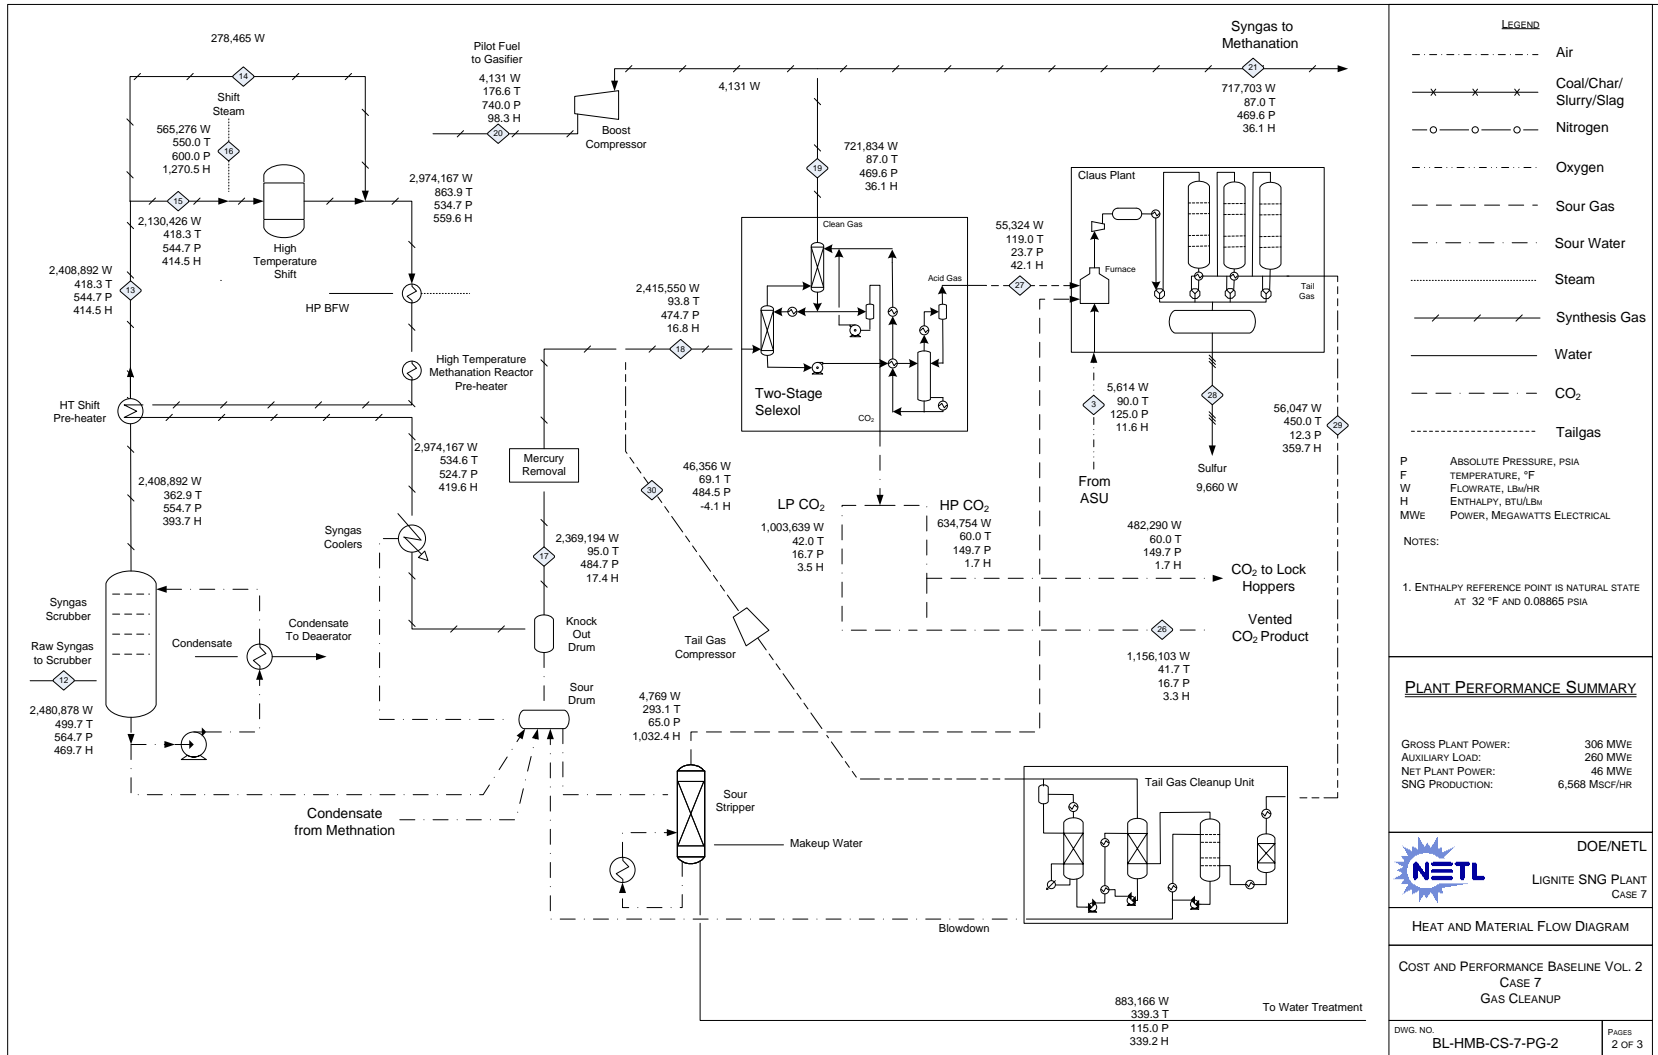 278,465 W
14
Shift
Steam
565,276 W
550.0 T
600.0 P
1,270.5 H
16
15
2,130,426 W
418.3 T
544.7 P
414.5 H
High
Temperature
Shift
2,974,167 W
863.9 T
534.7 P
559.6 H
2,408,892 W
418.3 T
544.7 P
414.5 H
13
HP BFW
High Temperature
Methanation Reactor
Pre-heater
HT Shift
Pre-heater
2,974,167 W
534.6 T
524.7 P
419.6 H
2,408,892 W
362.9 T
554.7 P
393.7 H
Syngas
Coolers
Syngas
Scrubber
Raw Syngas
to Scrubber
12
2,480,878 W
499.7 T
564.7 P
469.7 H
Condensate
Condensate
To Deaerator
Condensate
from Methnation
Pilot Fuel
to Gasifier
4,131 W
176.6 T
740.0 P
98.3 H
20
Boost
Compressor
4,131 W
Syngas to
Methanation
21
717,703 W
87.0 T
469.6 P
36.1 H
19
721,834 W
87.0 T
469.6 P
36.1 H
Clean Gas
Acid Gas
Two-Stage
Selexol
CO2
2,415,550 W
93.8 T
474.7 P
16.8 H
18
Mercury
Removal
17
2,369,194 W
95.0 T
484.7 P
17.4 H
Knock
Out
Drum
Sour
Drum
30
46,356 W
69.1 T
484.5 P
-4.1 H
Tail Gas
Compressor
4,769 W
293.1 T
65.0 P
1,032.4 H
Sour
Stripper
Makeup Water
Blowdown
55,324 W
119.0 T
23.7 P
42.1 H
27
Claus Plant
Furnace
Tail
Gas
5,614 W
90.0 T
125.0 P
11.6 H
3
From
ASU
28
Sulfur
9,660 W
56,047 W
450.0 T
12.3 P
359.7 H
29
LP CO2
1,003,639 W
42.0 T
16.7 P
3.5 H
HP CO2
634,754 W
60.0 T
149.7 P
1.7 H
482,290 W
60.0 T
149.7 P
1.7 H
CO2 to Lock
Hoppers
Vented
CO2 Product
26
1,156,103 W
41.7 T
16.7 P
3.3 H
Tail Gas Cleanup Unit
883,166 W
339.3 T
115.0 P
339.2 H
To Water Treatment
LEGEND
Air
Coal/Char/
Slurry/Slag
Nitrogen
Oxygen
Sour Gas
Sour Water
Steam
Synthesis Gas
Water
CO2
Tailgas
P ABSOLUTE PRESSURE, PSIA
F TEMPERATURE, °F
W FLOWRATE, LBM/HR
H ENTHALPY, BTU/LBM
MWE POWER, MEGAWATTS ELECTRICAL
NOTES:
1. ENTHALPY REFERENCE POINT IS NATURAL STATE
AT 32 °F AND 0.08865 PSIA
PLANT PERFORMANCE SUMMARY
GROSS PLANT POWER: 306 MWE
AUXILIARY LOAD: 260 MWE
NET PLANT POWER: 46 MWE
SNG PRODUCTION: 6,568 MSCF/HR
NETL
DOE/NETL
LIGNITE SNG PLANT
CASE 7
HEAT AND MATERIAL FLOW DIAGRAM
COST AND PERFORMANCE BASELINE VOL. 2
CASE 7
GAS CLEANUP
DWG. NO.
BL-HMB-CS-7-PG-2
PAGES
2 OF 3